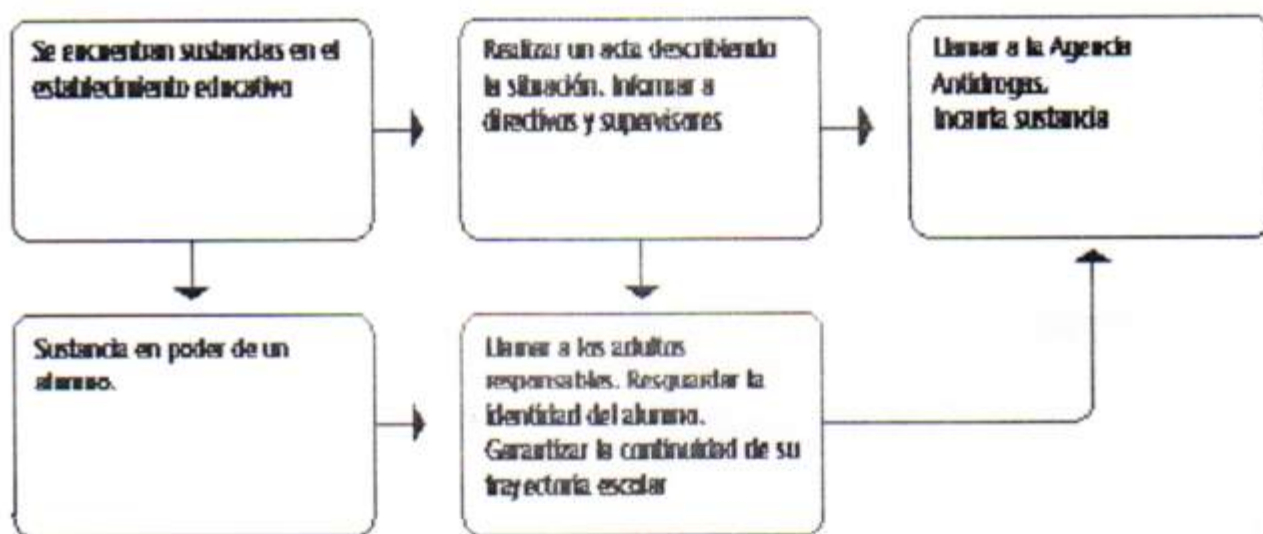 Se encuentran sustancias en el
establecimiento educativo
Realizar un acta describiendo
la situación. Informar a
directivos y supervisores
Llamar a la Agencia
Antidrogas.
Incauta sustancia
Sustancia en poder de un
alumno.
Llamar a los adultos
responsables. Resguardar la
identidad del alumno.
Garantizar la continuidad de su
trayectoria escolar